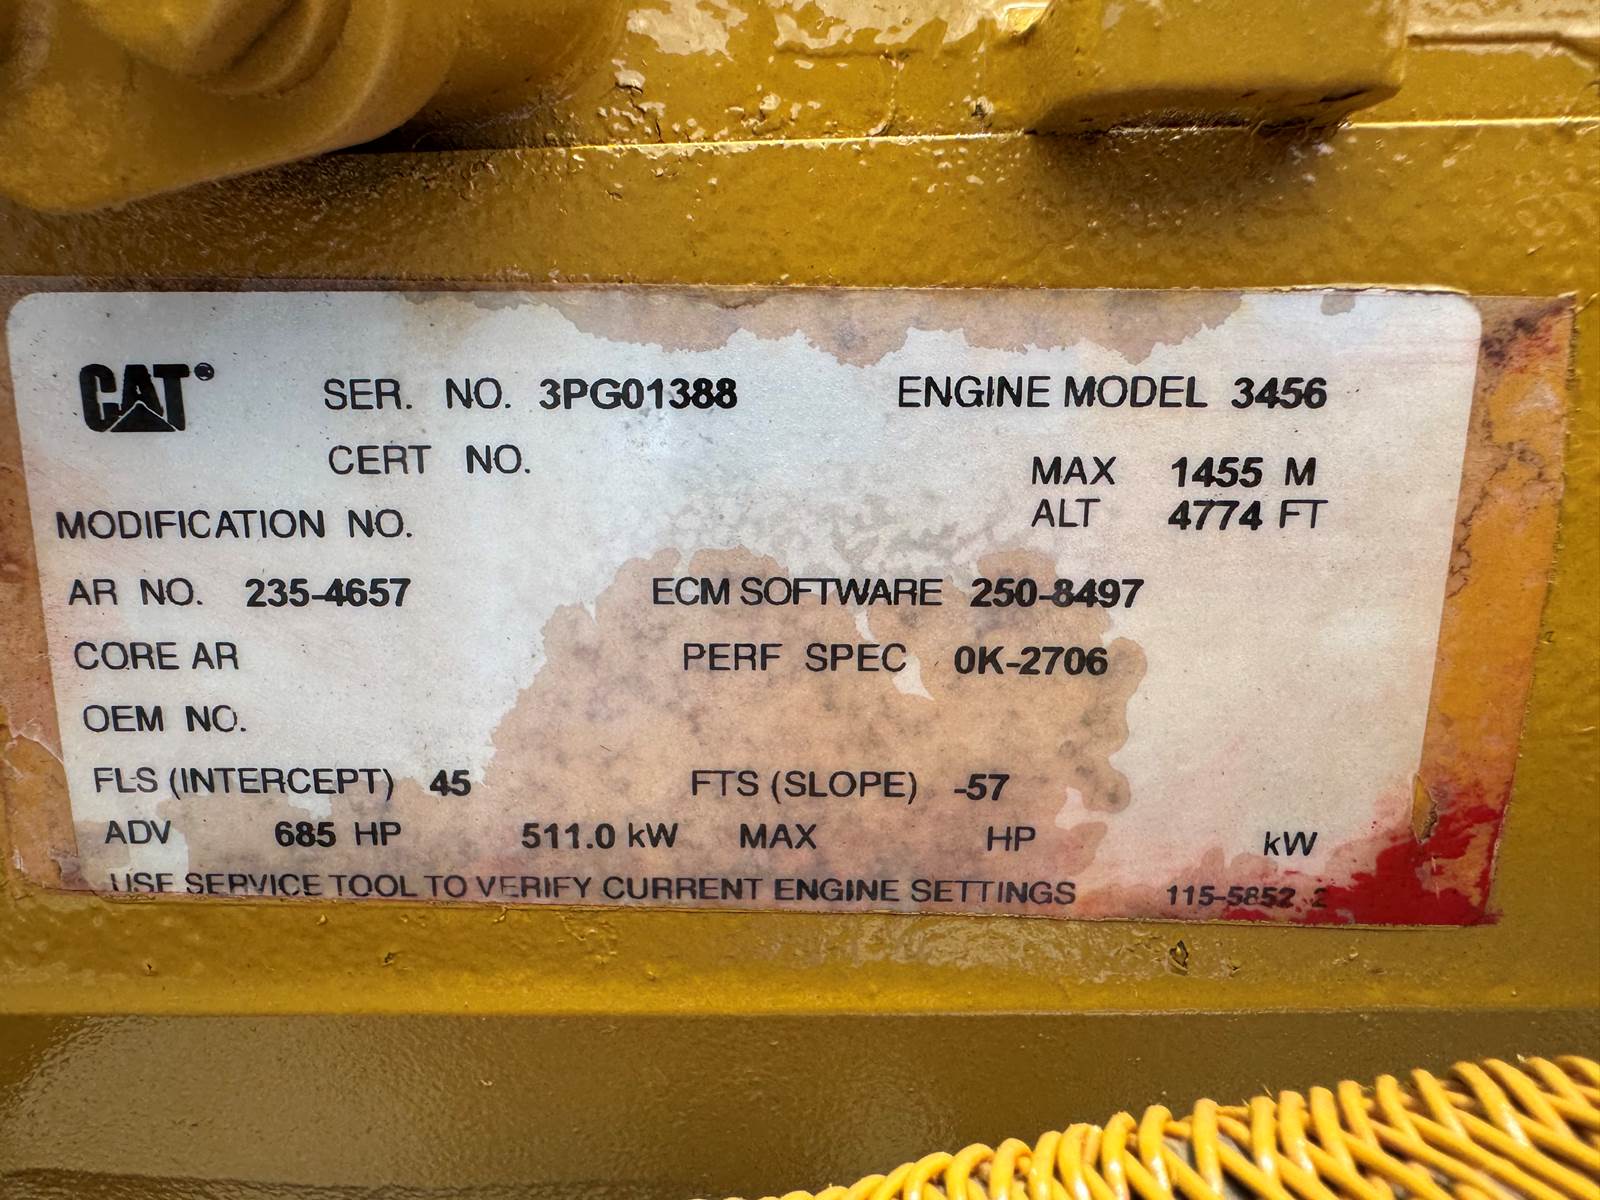 CAT® SER. NO. 3PG01388 ENGINE MODEL 3456
CERT NO. MAX 1455 M
MODIFICATION NO. ALT 4774 FT
AR NO. 235-4657 ECM SOFTWARE 250-8497
CORE AR PERF SPEC 0K-2706
OEM NO.
FLS (INTERCEPT) 45 FTS (SLOPE) -57
ADV 685 HP 511.0 kW MAX HP kW
USE SERVICE TOOL TO VERIFY CURRENT ENGINE SETTINGS 115-5852 2